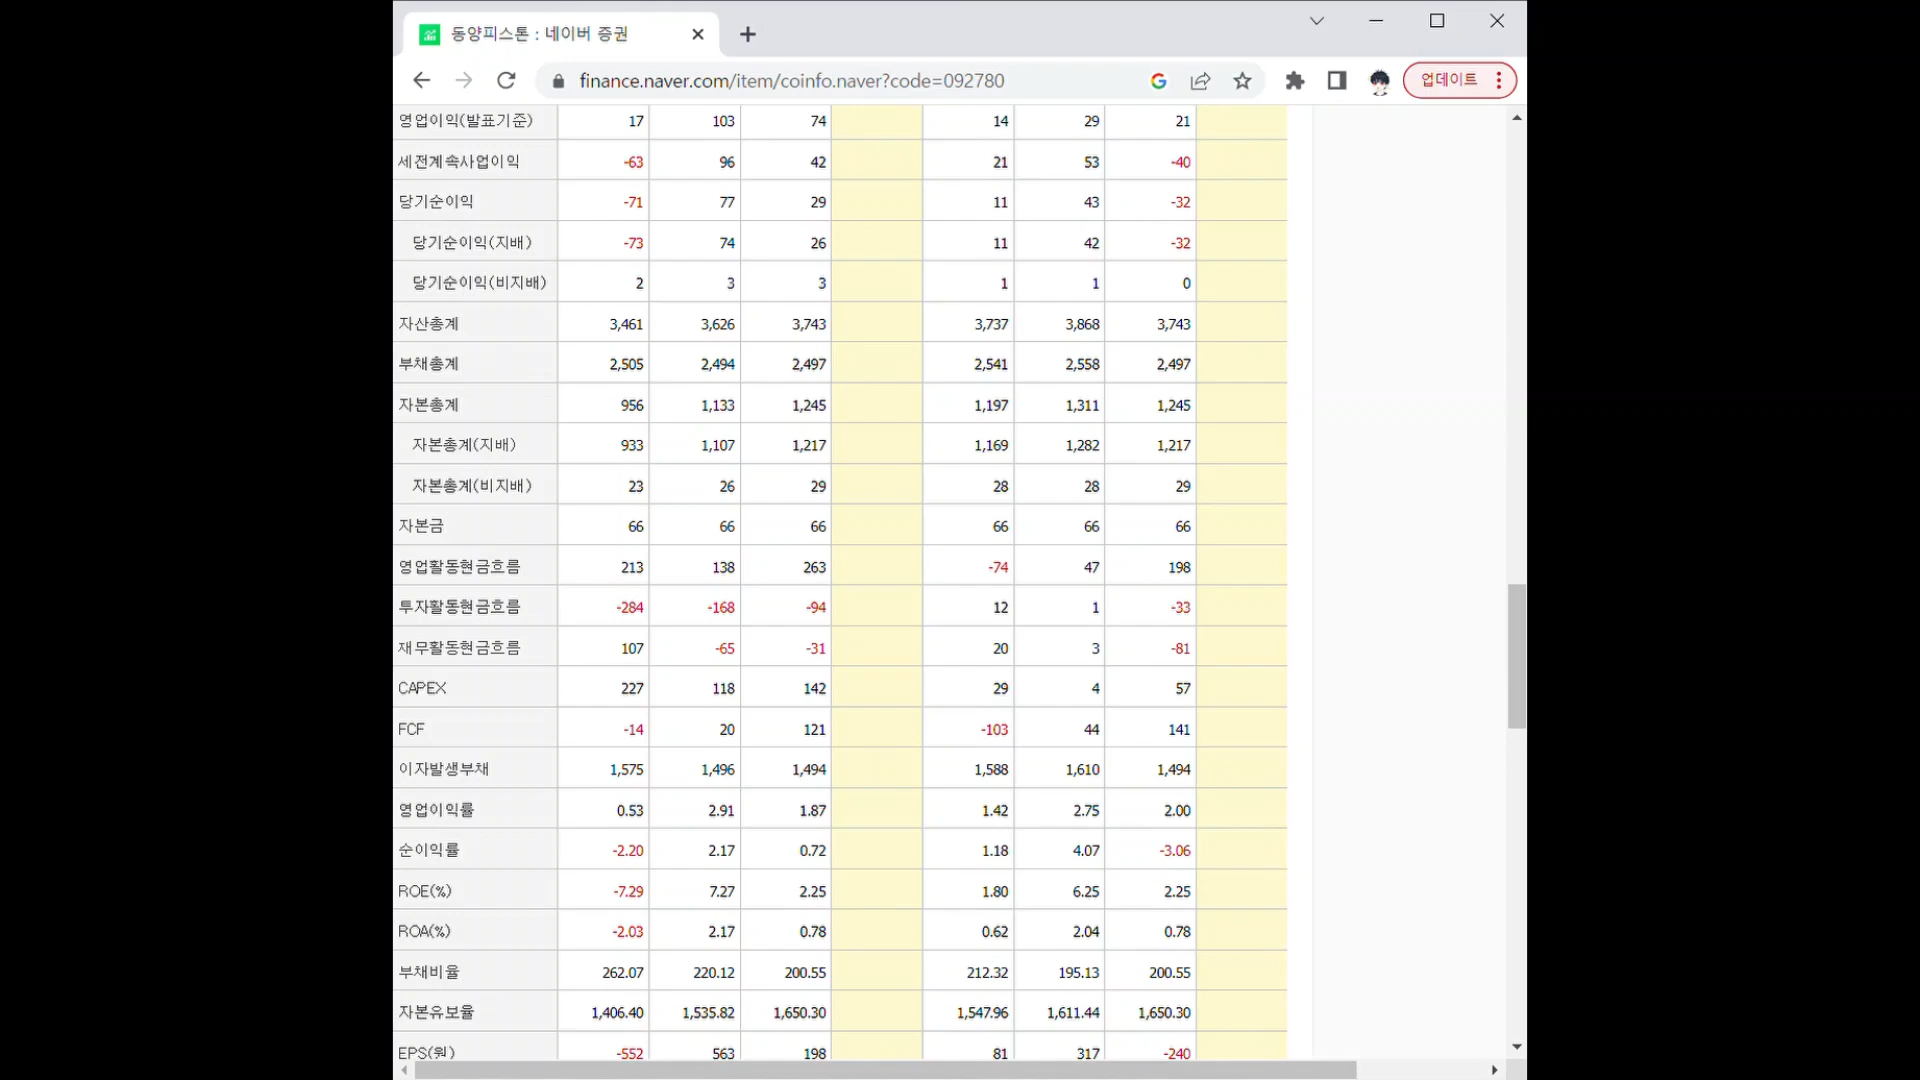 동양피스톤 : 네이버 증권
finance.naver.com/item/coinfo.naver?code=092780
업데이트
영업이익(발표기준) 17 103 74 14 29 21
세전계속사업이익 -63 96 42 21 53 -40
당기순이익 -71 77 29 11 43 -32
당기순이익(지배) -73 74 26 11 42 -32
당기순이익(비지배) 2 3 3 1 1 0
자산총계 3,461 3,626 3,743 3,737 3,868 3,743
부채총계 2,505 2,494 2,497 2,541 2,558 2,497
자본총계 956 1,133 1,245 1,197 1,311 1,245
자본총계(지배) 933 1,107 1,217 1,169 1,282 1,217
자본총계(비지배) 23 26 29 28 28 29
자본금 66 66 66 66 66 66
영업활동현금흐름 213 138 263 -74 47 198
투자활동현금흐름 -284 -168 -94 12 1 -33
재무활동현금흐름 107 -65 -31 20 3 -81
CAPEX 227 118 142 29 4 57
FCF -14 20 121 -103 44 141
이자발생부채 1,575 1,496 1,494 1,588 1,610 1,494
영업이익률 0.53 2.91 1.87 1.42 2.75 2.00
순이익률 -2.20 2.17 0.72 1.18 4.07 -3.06
ROE(%) -7.29 7.27 2.25 1.80 6.25 2.25
ROA(%) -2.03 2.17 0.78 0.62 2.04 0.78
부채비율 262.07 220.12 200.55 212.32 195.13 200.55
자본유보율 1,406.40 1,535.82 1,650.30 1,547.96 1,611.44 1,650.30
EPS(원) -552 563 198 81 317 -240